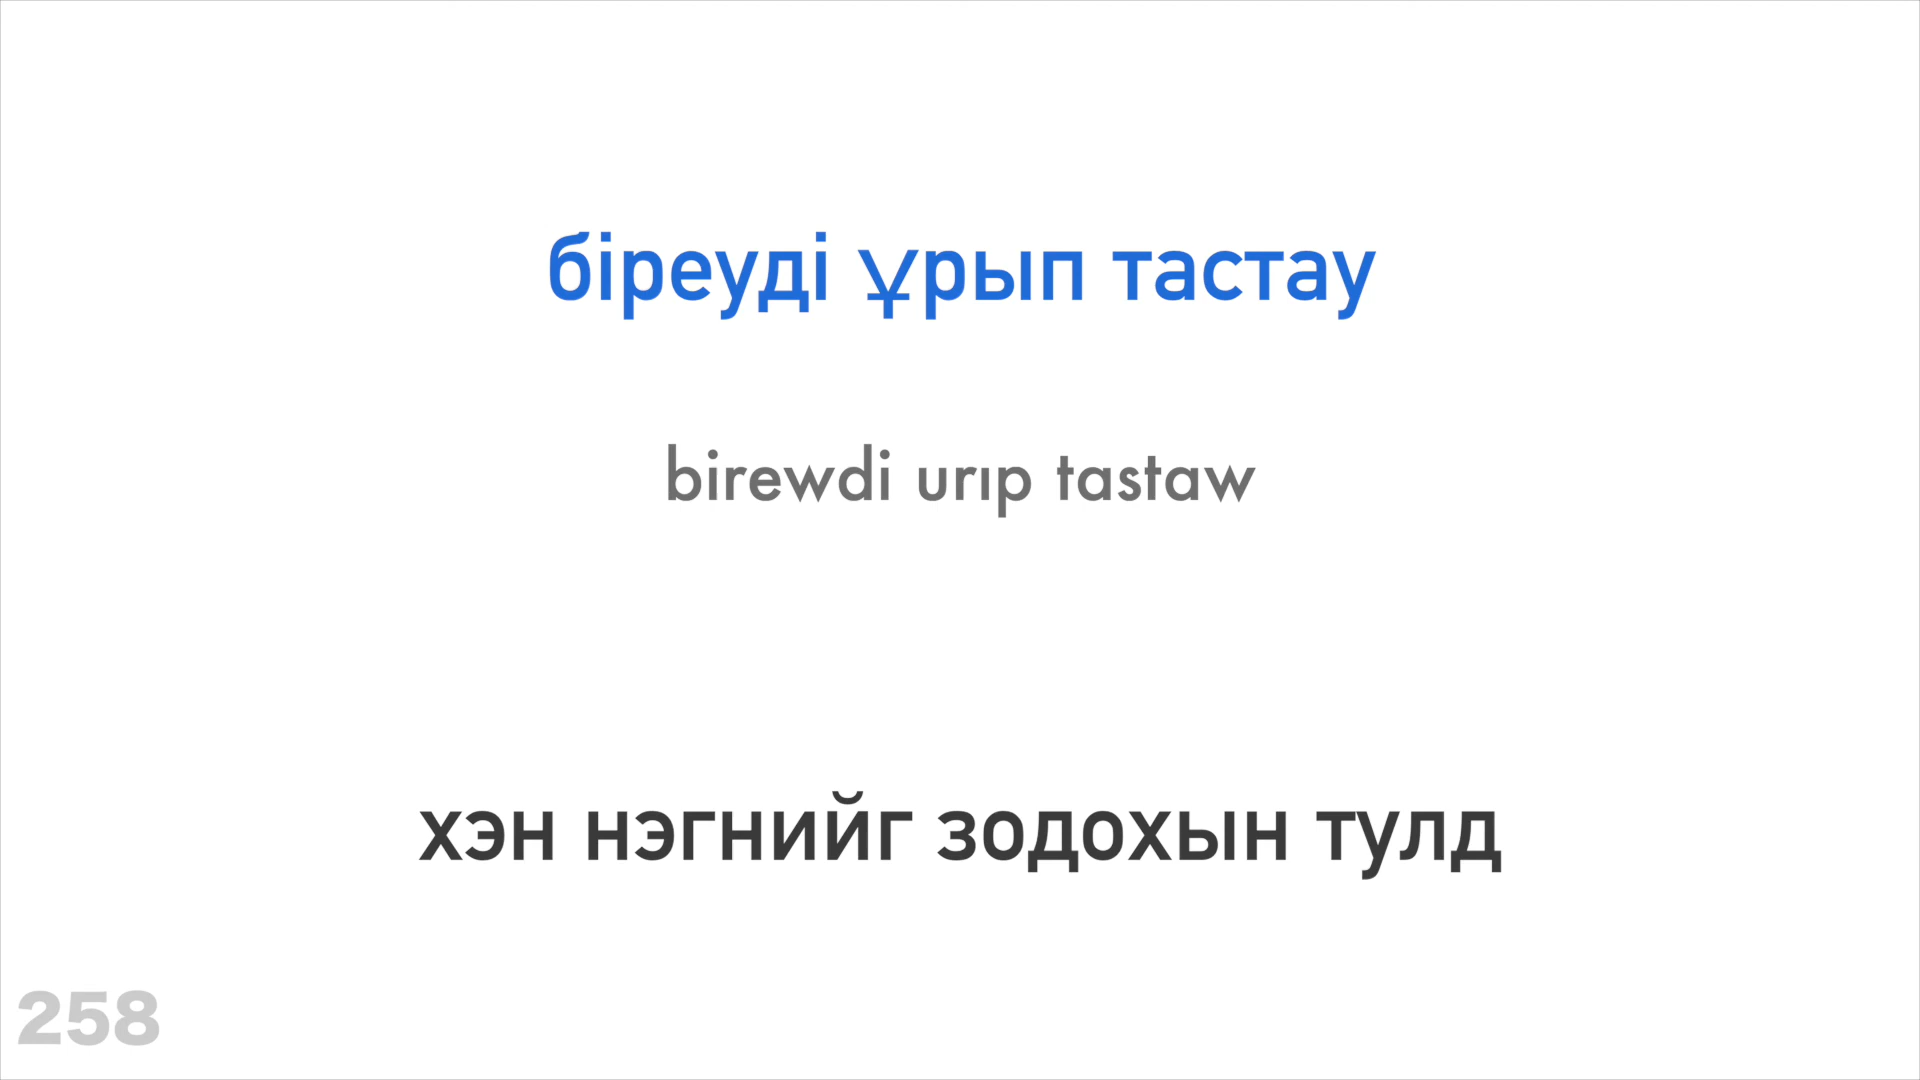 біреуді ұрып тастау
birewdi urıp tastaw
хэн нэгнийг зодохын тулд
258